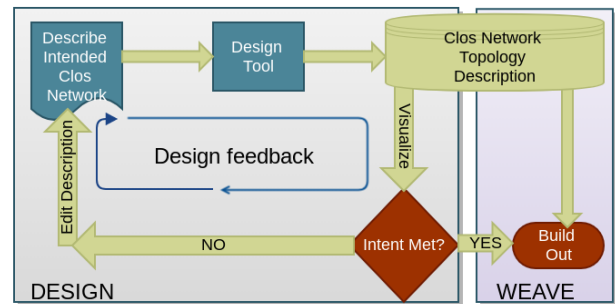 Describe
Intended
Clos
Network
Design
Tool
Clos Network
Topology
Description
Visualize
Design feedback
Edit Description
NO
Intent Met?
YES
Build
Out
DESIGN
WEAVE